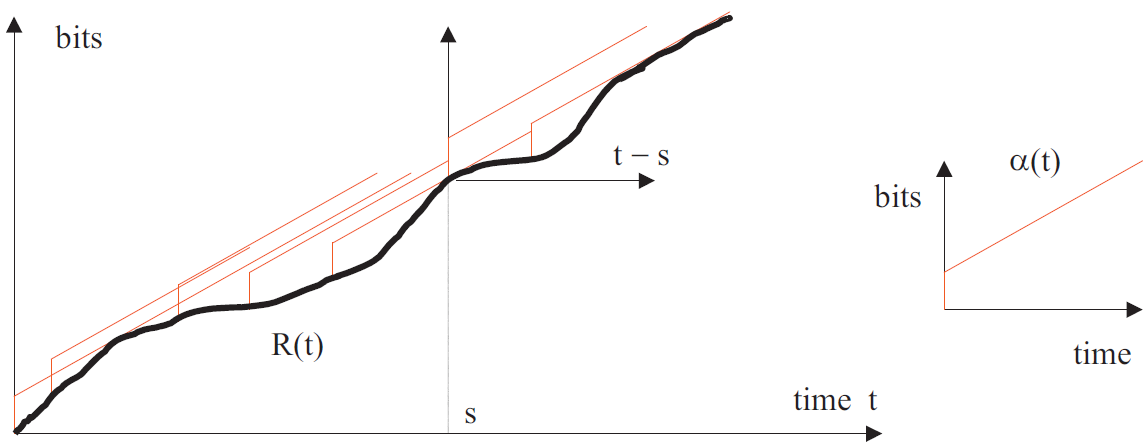 bits
t – s
R(t)
s
time t
α(t)
bits
time